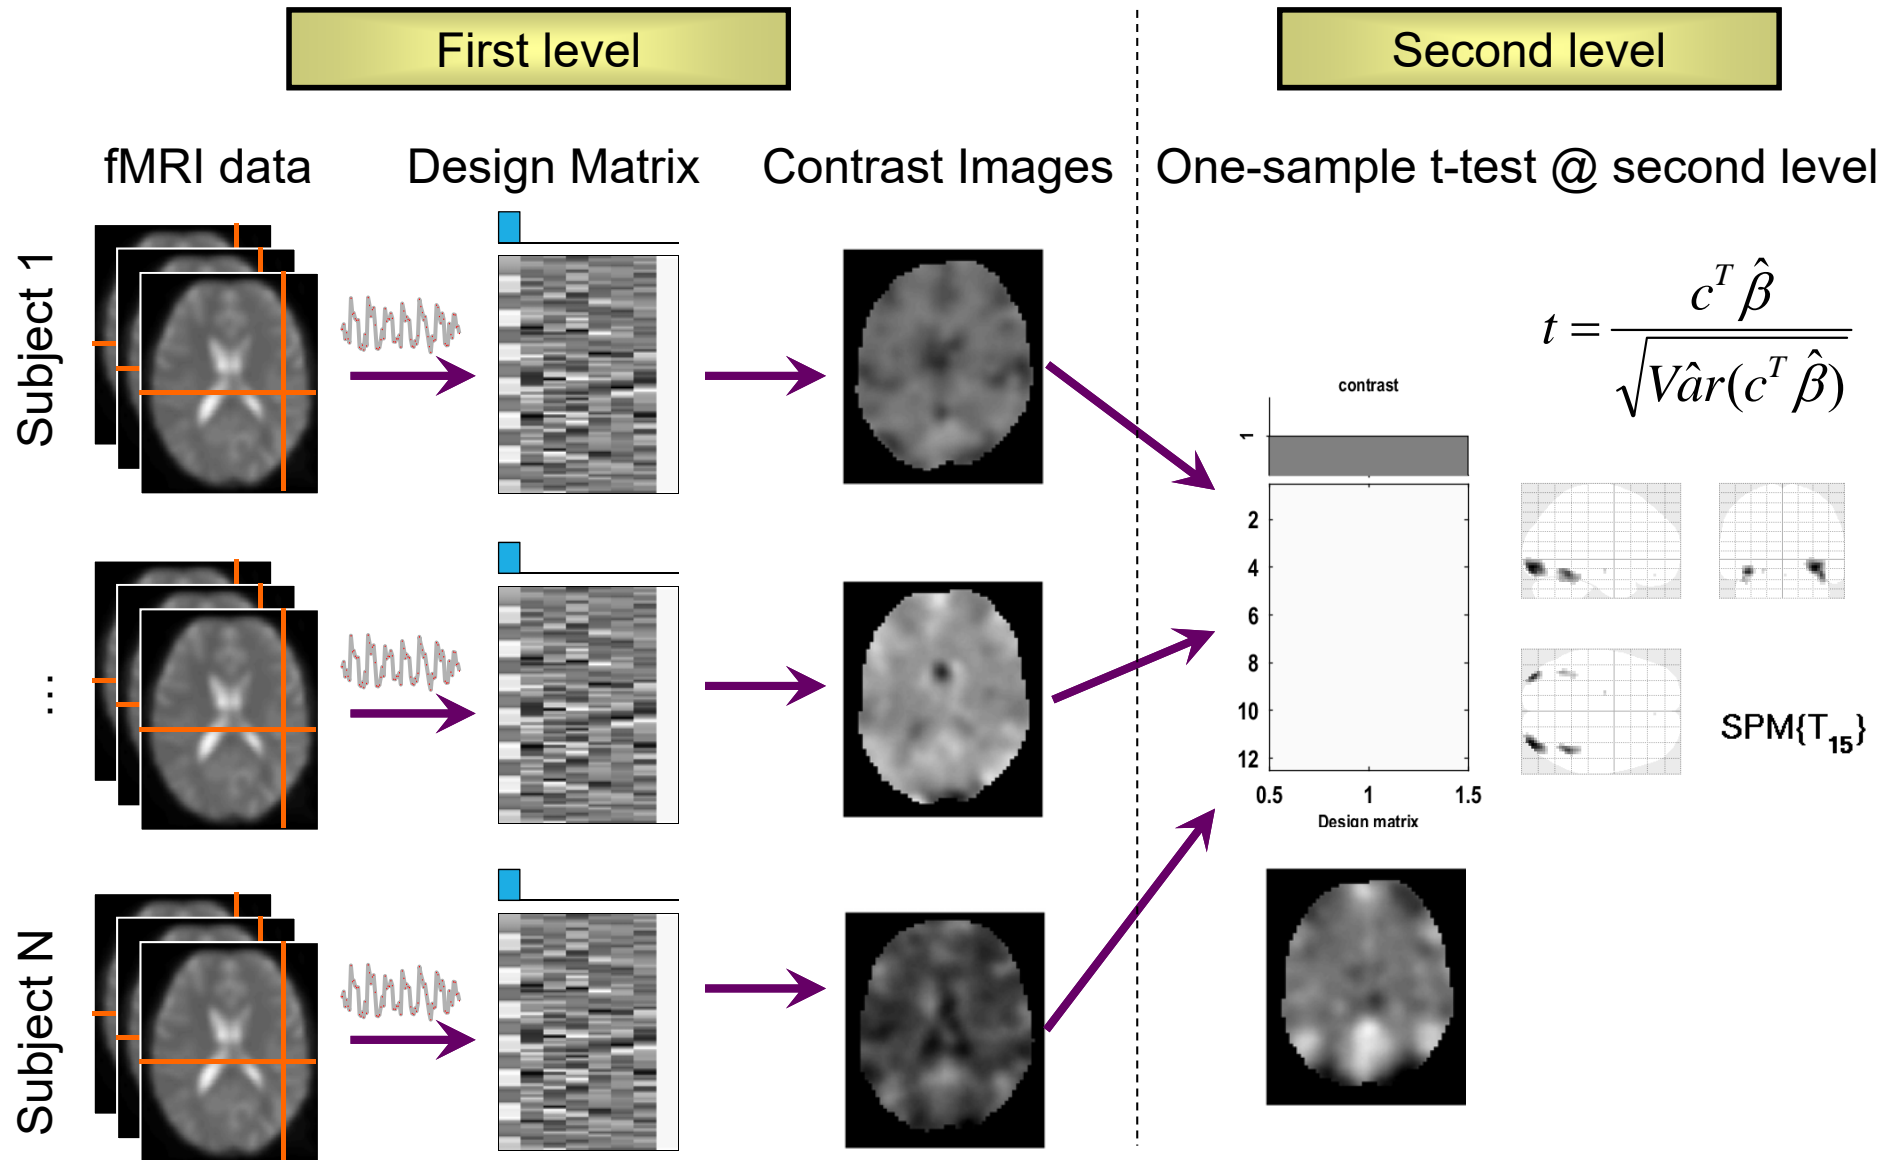 First level
Second level
fMRI data
Design Matrix
Contrast Images
One-sample t-test @ second level
Subject 1
...
Subject N
t = c^T β̂ / √Vâr(c^T β̂)
contrast
1
2
4
6
8
10
12
0.5 1 1.5
Design matrix
SPM{T₁₅}